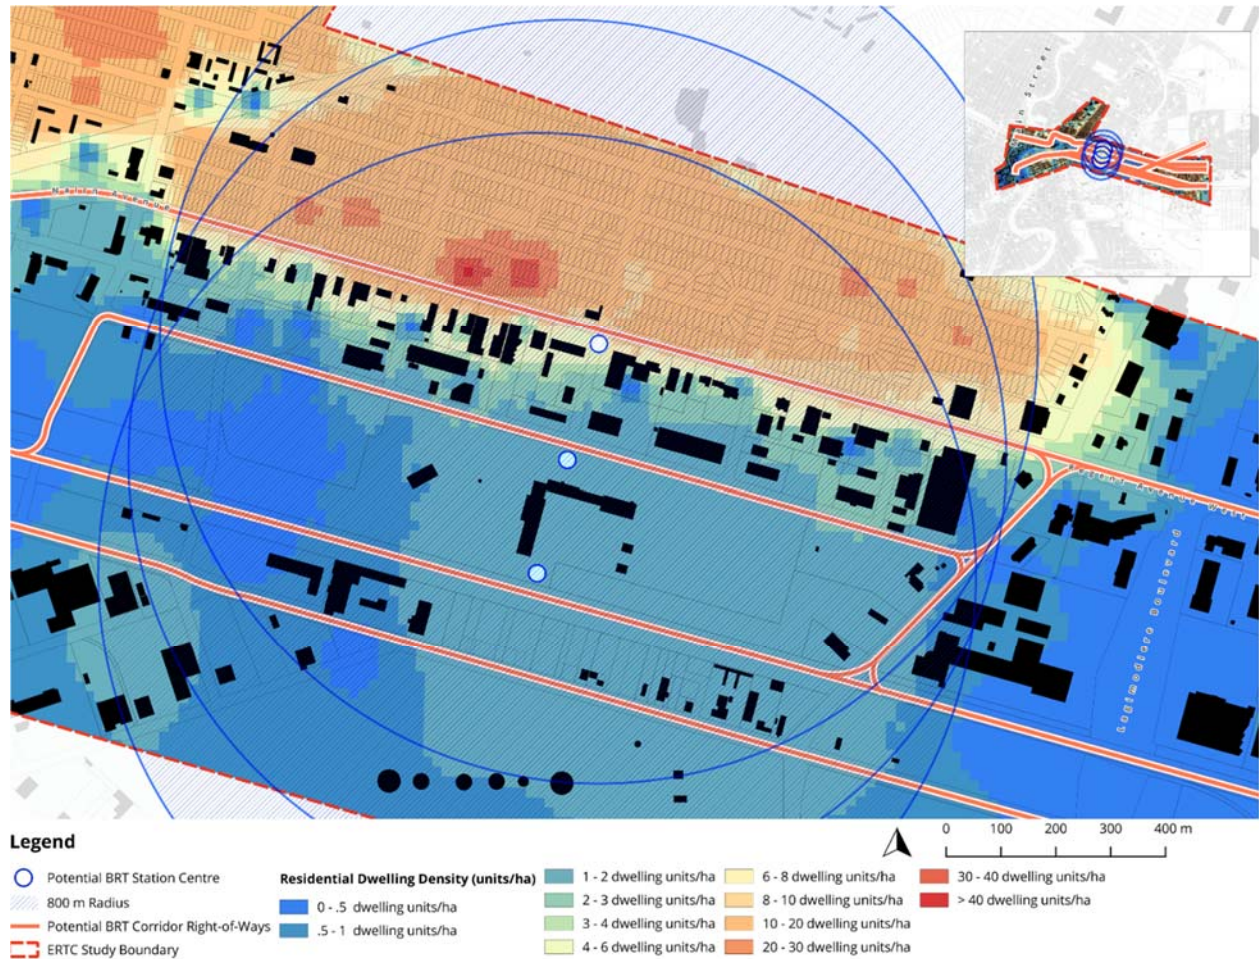 in Street
Nairn Avenue
Regent Avenue West
Lagimodiere Boulevard
Legend
Potential BRT Station Centre
800 m Radius
Potential BRT Corridor Right-of-Ways
ERTC Study Boundary
Residential Dwelling Density (units/ha)
0 - .5 dwelling units/ha
.5 - 1 dwelling units/ha
1 - 2 dwelling units/ha
2 - 3 dwelling units/ha
3 - 4 dwelling units/ha
4 - 6 dwelling units/ha
6 - 8 dwelling units/ha
8 - 10 dwelling units/ha
10 - 20 dwelling units/ha
20 - 30 dwelling units/ha
30 - 40 dwelling units/ha
> 40 dwelling units/ha
0 100 200 300 400 m